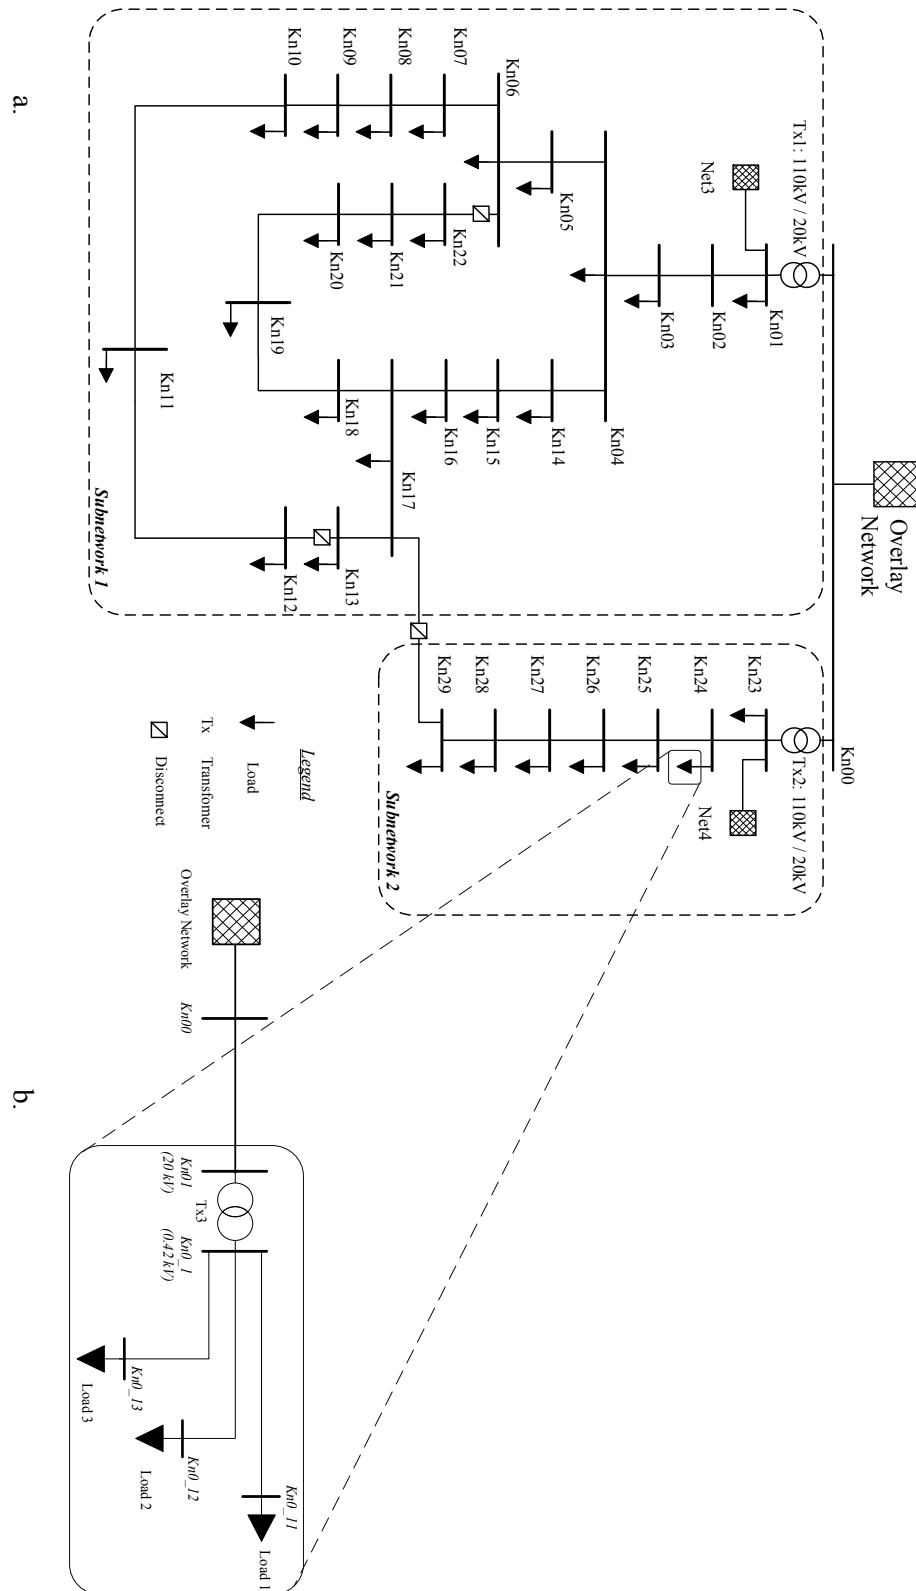 Overlay
Network
Kn00
Tx1: 110kV / 20kV
Tx2: 110kV / 20kV
Net3
Kn01
Kn02
Kn03
Kn04
Kn05
Kn06
Kn07
Kn08
Kn09
Kn10
Kn22
Kn21
Kn20
Kn19
Kn14
Kn15
Kn16
Kn17
Kn18
Kn11
Kn13
Kn12
Subnetwork 1
Kn23
Kn24
Kn25
Kn26
Kn27
Kn28
Kn29
Net4
Subnetwork 2
Legend
Load
Tx Transfomer
Disconnect
a.
Overlay Network
Kn00
Kn01
(20 kV)
Tx3
Kn0_1
(0.42 kV)
Kn0_13
Load 3
Kn0_12
Load 2
Kn0_11
Load 1
b.